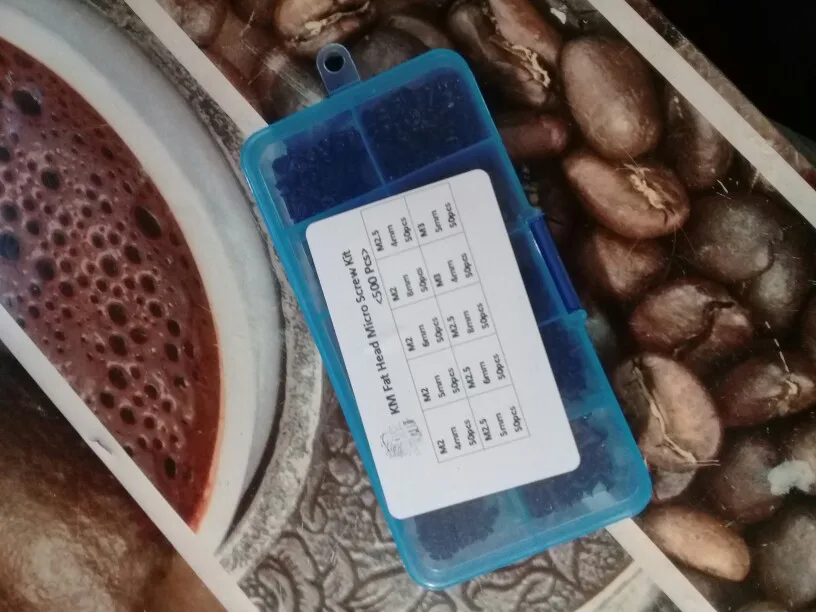 KM Fat Head Micro Screw Kit
<500 Pcs>
M2 M2 M2 M2 M2.5
4mm 5mm 6mm 8mm 4mm
50pcs 50pcs 50pcs 50pcs 50pcs
M2.5 M2.5 M2.5 M3 M3
5mm 6mm 8mm 4mm 5mm
50pcs 50pcs 50pcs 50pcs 50pcs